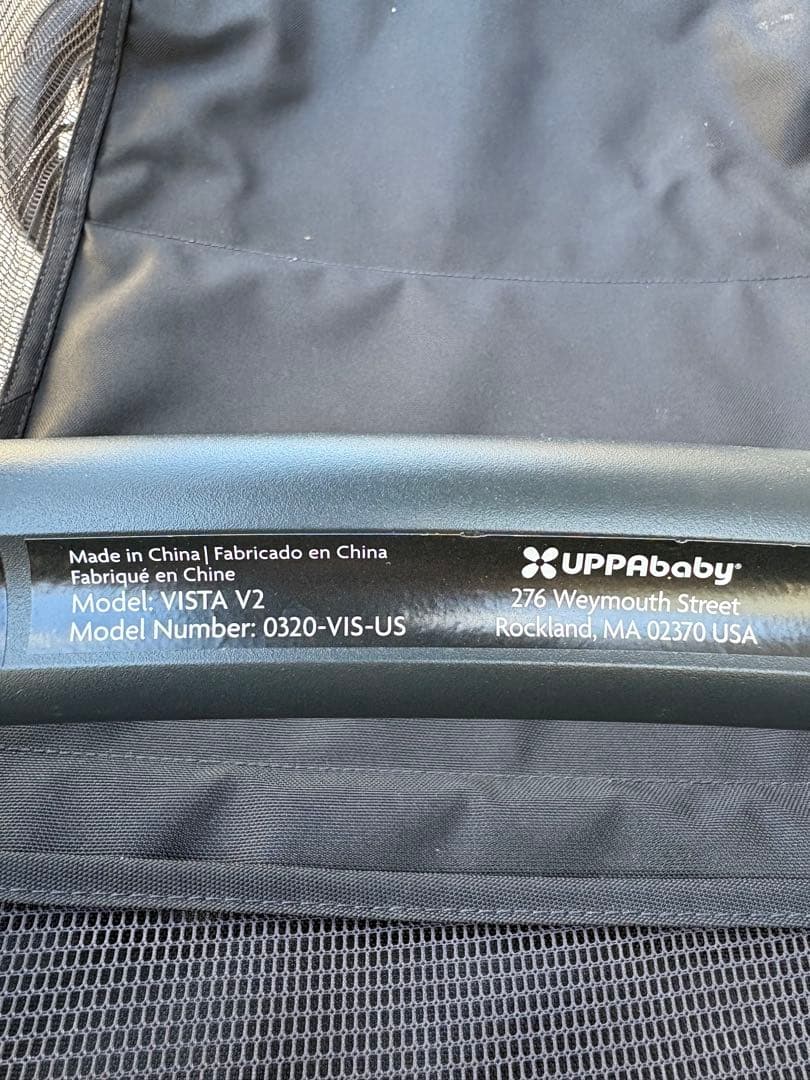 Made in China | Fabricado en China
Fabriqué en Chine
Model: VISTA V2
Model Number: 0320-VIS-US
UPPAbaby®
276 Weymouth Street
Rockland, MA 02370 USA